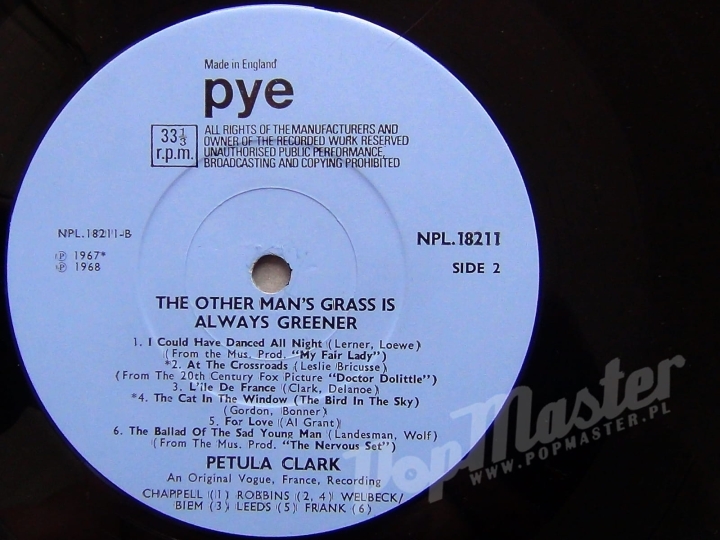 Made in England
pye
33⅓ r.p.m.
ALL RIGHTS OF THE MANUFACTURERS AND
OWNER OF THE RECORDED WORK RESERVED
UNAUTHORISED PUBLIC PERFORMANCE,
BROADCASTING AND COPYING PROHIBITED
NPL.18211-B
℗ 1967*
℗ 1968
NPL.18211
SIDE 2
THE OTHER MAN'S GRASS IS
ALWAYS GREENER
1. I Could Have Danced All Night (Lerner, Loewe)
(From the Mus. Prod. "My Fair Lady")
*2. At The Crossroads (Leslie Bricusse)
(From The 20th Century Fox Picture "Doctor Dolittle")
3. L'ile De France (Clark, Delanoe)
*4. The Cat In The Window (The Bird In The Sky)
(Gordon, Bonner)
5. For Love (Al Grant)
6. The Ballad Of The Sad Young Man (Landesman, Wolf)
(From The Mus. Prod. "The Nervous Set")
PETULA CLARK
An Original Vogue, France, Recording
CHAPPELL (1) ROBBINS (2, 4) WELBECK/
BIEM (3) LEEDS (5) FRANK (6)
PopMaster
WWW.POPMASTER.PL